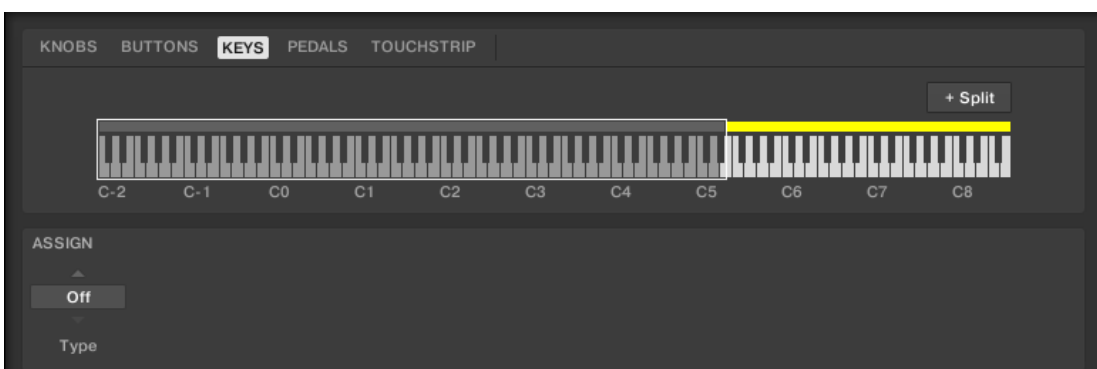 KNOBS BUTTONS KEYS PEDALS TOUCHSTRIP
+ Split
C-2 C-1 C0 C1 C2 C3 C4 C5 C6 C7 C8
ASSIGN
Off
Type